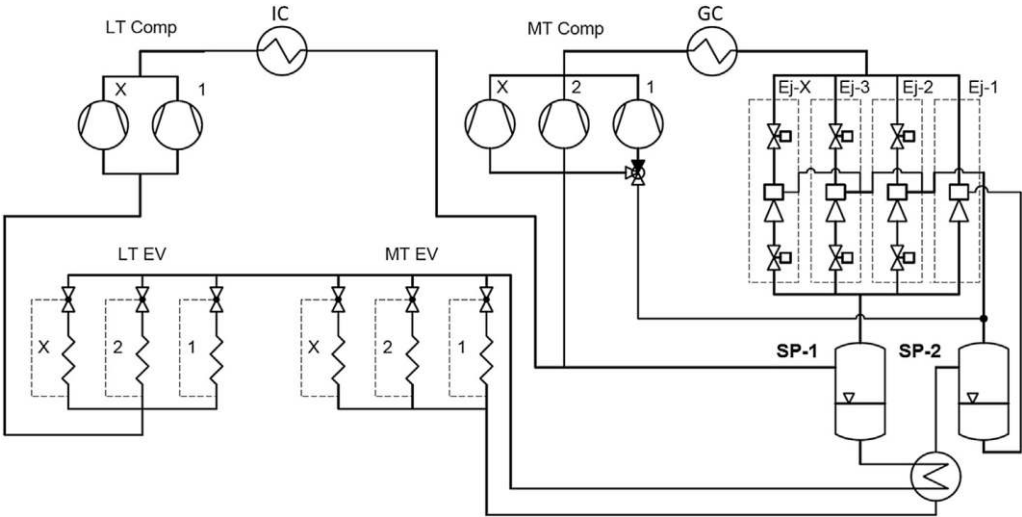 IC
GC
LT Comp
MT Comp
X
1
X
2
1
Ej-X
Ej-3
Ej-2
Ej-1
LT EV
MT EV
X
2
1
X
2
1
SP-1
SP-2